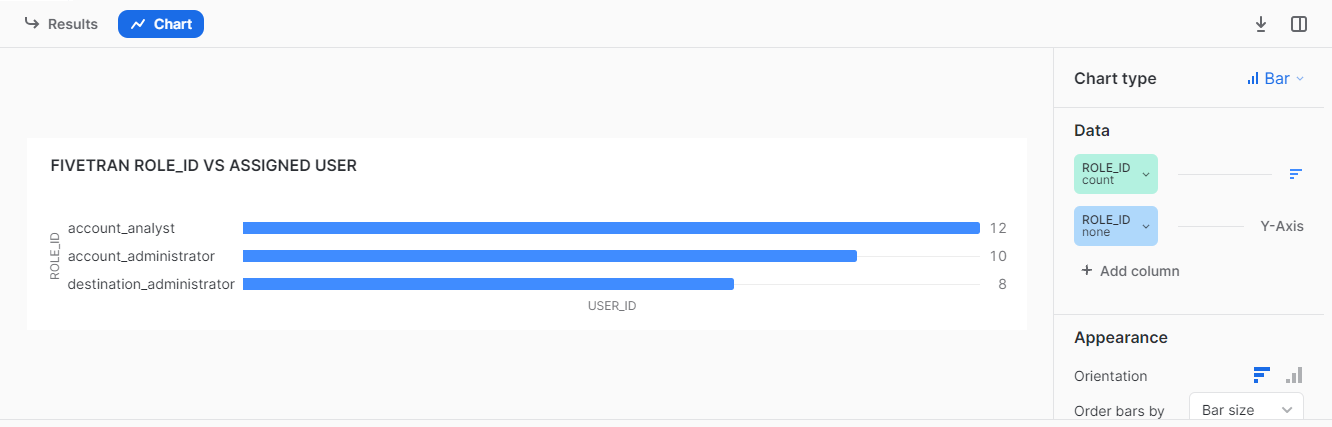 Results
Chart
Chart type
Bar
FIVETRAN ROLE_ID VS ASSIGNED USER
ROLE_ID
account_analyst 12
account_administrator 10
destination_administrator 8
USER_ID
Data
ROLE_ID
count
ROLE_ID
none
Y-Axis
+ Add column
Appearance
Orientation
Order bars by
Bar size